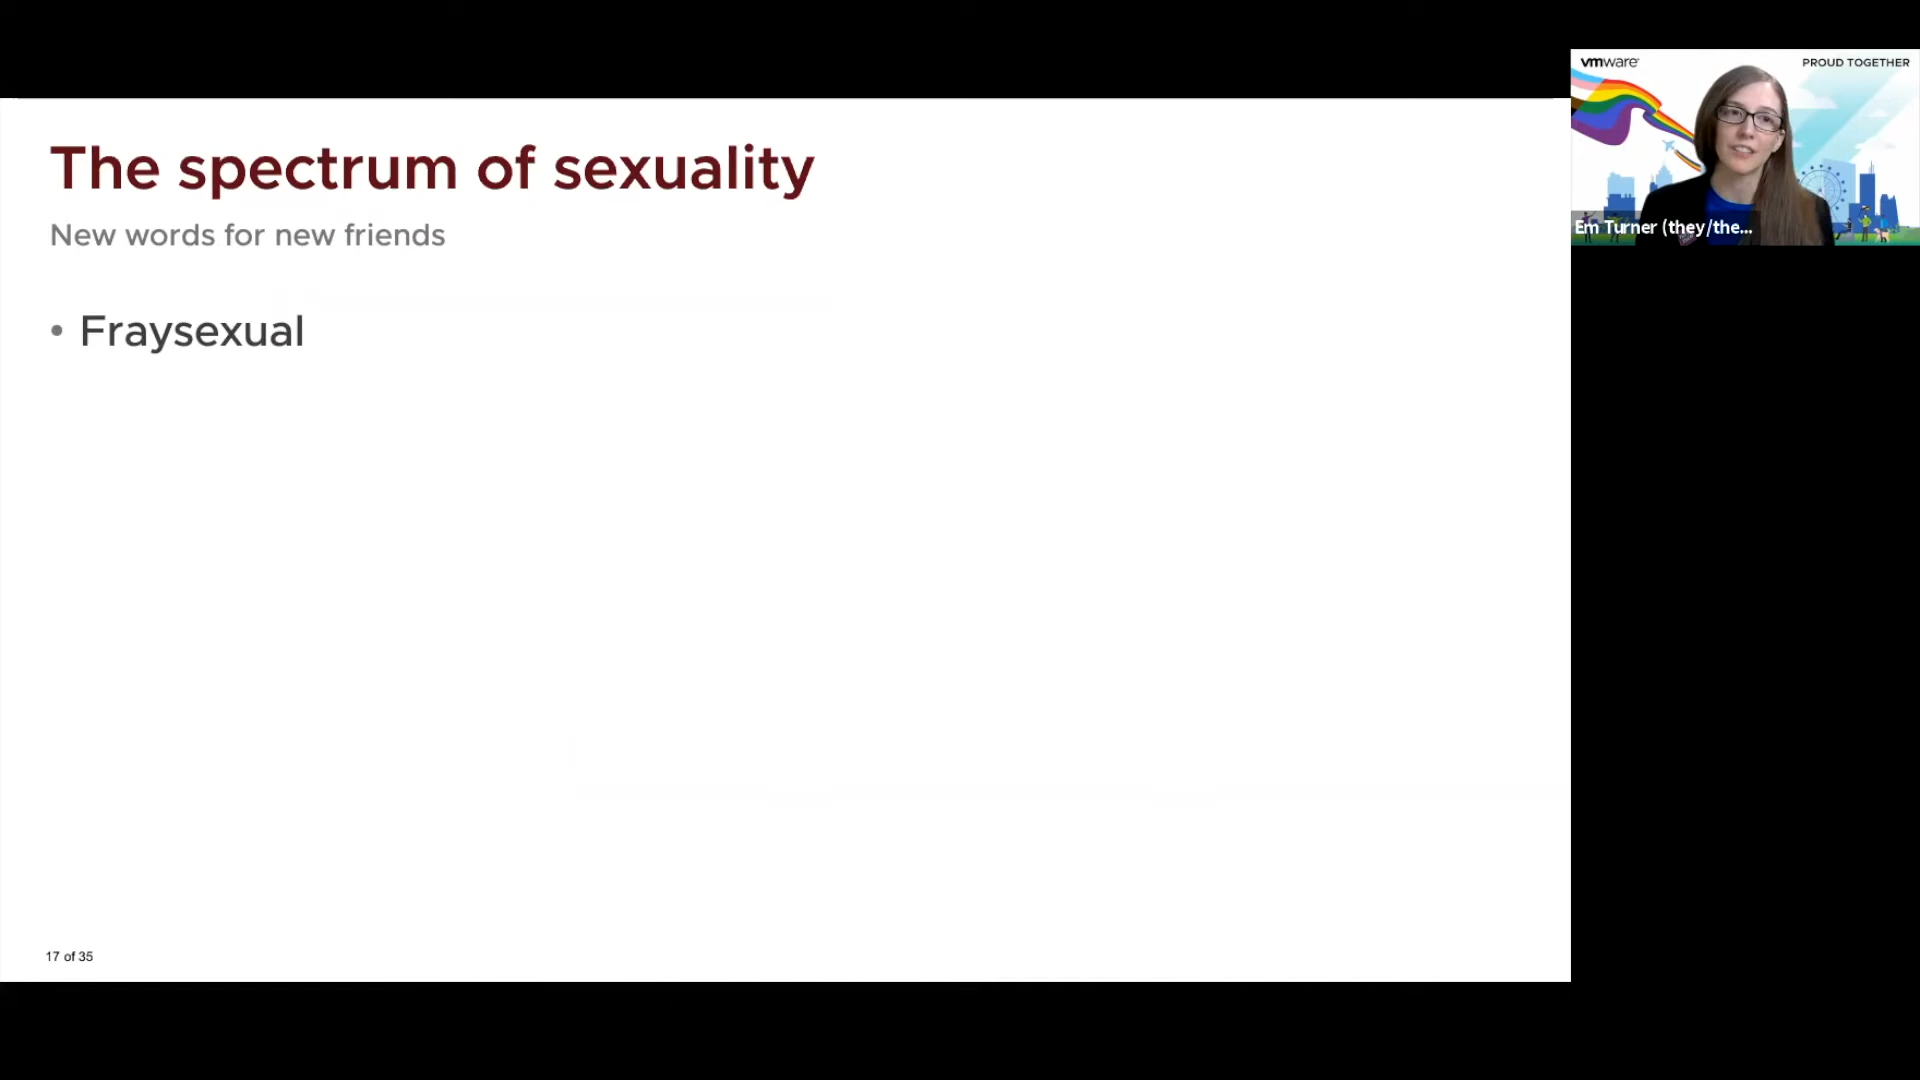 The spectrum of sexuality
New words for new friends
• Fraysexual
17 of 35
vmware
PROUD TOGETHER
Em Turner (they/the...